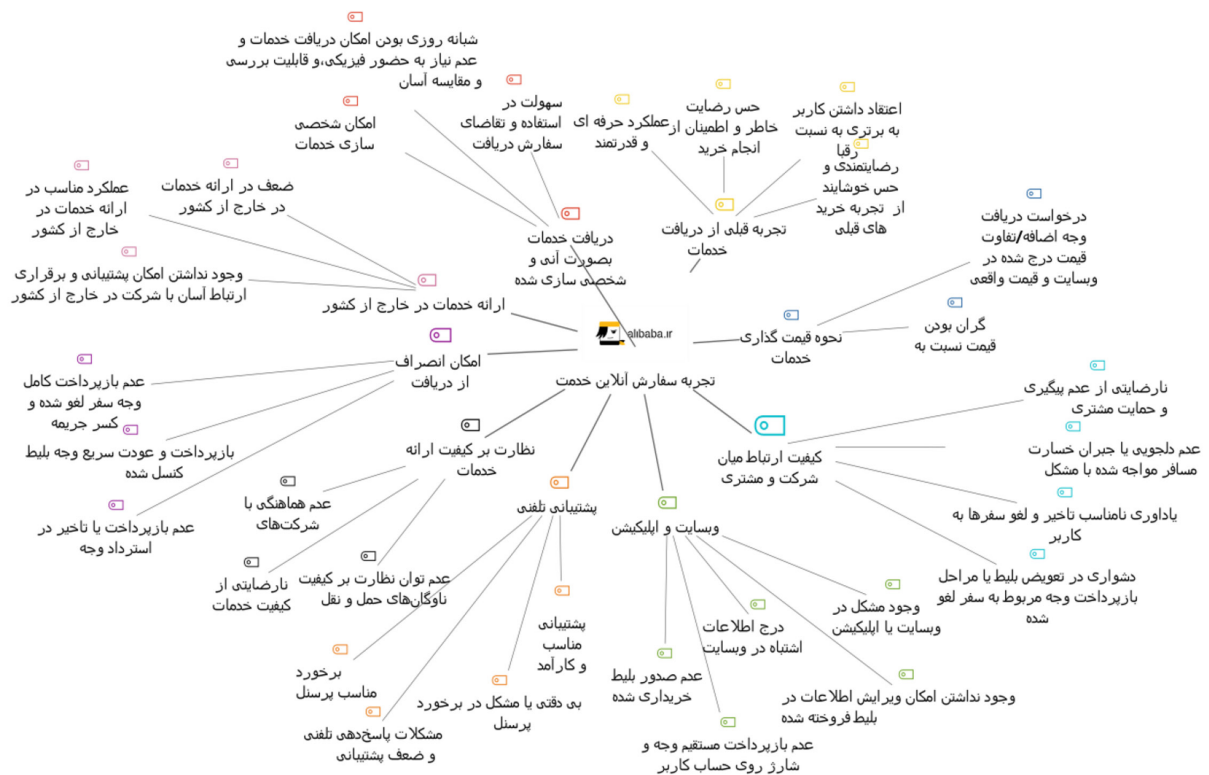 شبانه روزی بودن امکان دریافت خدمات و
عدم نیاز به حضور فیزیکی،و قابلیت بررسی
و مقایسه آسان
امکان شخصی
سازی خدمات
سهولت در
استفاده و تقاضای
سفارش دریافت
عملکرد حرفه ای
و قدرتمند
حس رضایت
خاطر و اطمینان از
انجام خرید
اعتقاد داشتن کاربر
به برتری به نسبت
رقبا
رضایتمندی و
حس خوشایند
از تجربه خرید
های قبلی
تجربه قبلی از دریافت
خدمات
دریافت خدمات
بصورت آنی و
شخصی سازی شده
عملکرد مناسب در
ارائه خدمات در
خارج از کشور
ضعف در ارائه خدمات
در خارج از کشور
وجود نداشتن امکان پشتیبانی و برقراری
ارتباط آسان با شرکت در خارج از کشور
ارائه خدمات در خارج از کشور
درخواست دریافت
وجه اضافه/تفاوت
قیمت درج شده در
وبسایت و قیمت واقعی
گران بودن
قیمت نسبت به
نحوه قیمت گذاری
خدمات
alibaba.ir
تجربه سفارش آنلاین خدمت
امکان انصراف
از دریافت
عدم بازپرداخت کامل
وجه سفر لغو شده و
کسر جریمه
بازپرداخت و عودت سریع وجه بلیط
کنسل شده
عدم بازپرداخت یا تاخیر در
استرداد وجه
نظارت بر کیفیت ارائه
خدمات
عدم هماهنگی با
شرکت‌های
نارضایتی از
کیفیت خدمات
عدم توان نظارت بر کیفیت
ناوگان‌های حمل و نقل
پشتیبانی تلفنی
برخورد
مناسب پرسنل
مشکلات پاسخ‌دهی تلفنی
و ضعف پشتیبانی
بی دقتی یا مشکل در برخورد
پرسنل
پشتیبانی
مناسب
و کارآمد
وبسایت و اپلیکیشن
عدم صدور بلیط
خریداری شده
عدم بازپرداخت مستقیم وجه و
شارژ روی حساب کاربر
درج اطلاعات
اشتباه در وبسایت
وجود نداشتن امکان ویرایش اطلاعات در
بلیط فروخته شده
وجود مشکل در
وبسایت یا اپلیکیشن
کیفیت ارتباط میان
شرکت و مشتری
نارضایتی از عدم پیگیری
و حمایت مشتری
عدم دلجویی یا جبران خسارت
مسافر مواجه شده با مشکل
یاداوری نامناسب تاخیر و لغو سفرها به
کاربر
دشواری در تعویض بلیط یا مراحل
بازپرداخت وجه مربوط به سفر لغو
شده